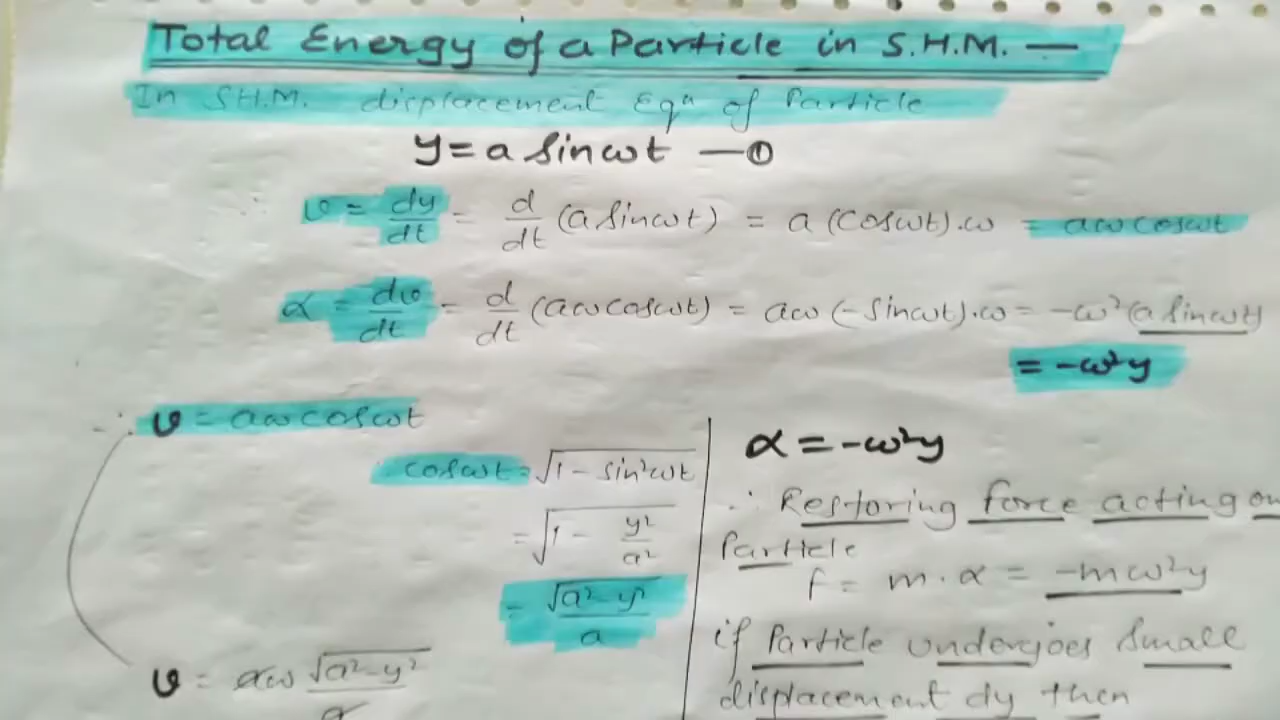 Total Energy of a Particle in S.H.M. —
In S.H.M. displacement Eqn of Particle
y = a sinωt —①
∴ v = dy/dt = d/dt (a sinωt) = a (cosωt).ω = aω cosωt
α = dv/dt = d/dt (aω cosωt) = aω (-sinωt).ω = -ω²(a sinωt)
= -ω²y
∴ v = aω cosωt
cosωt = √(1 - sin²ωt)
= √(1 - y²/a²)
= √(a² - y²)/a
v = aω √(a² - y²)/a
α = -ω²y
∴ Restoring force acting on
Particle
f = m.α = -mω²y
if Particle undergoes small
displacement dy then